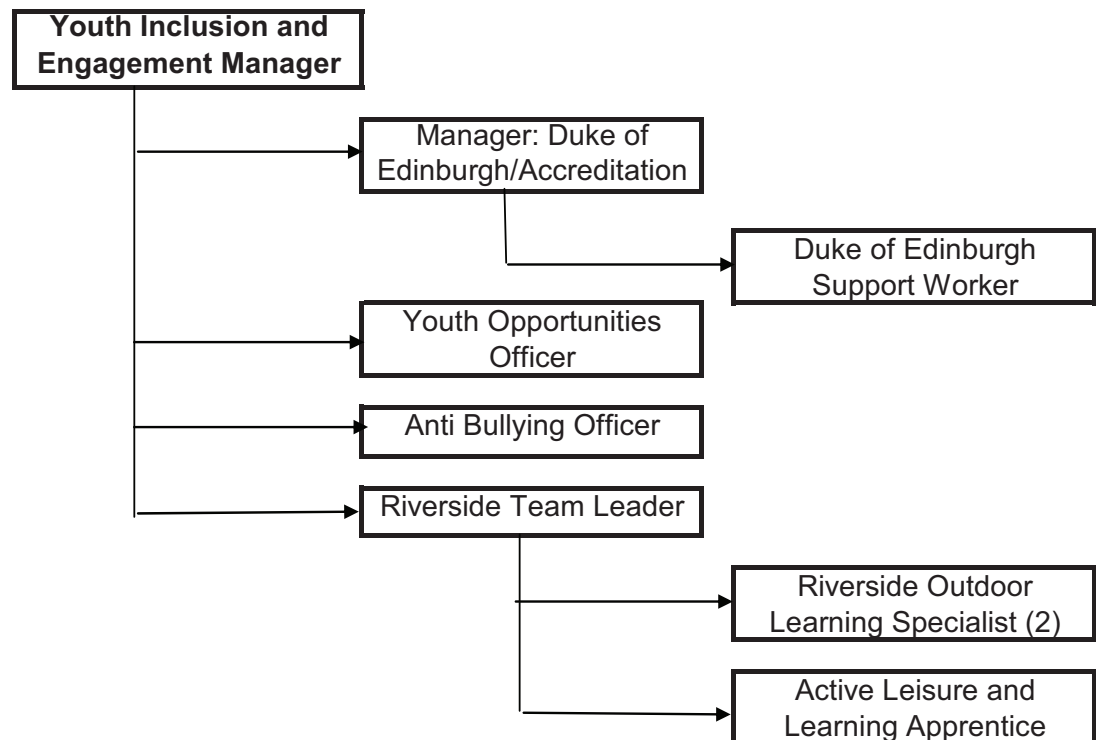 Youth Inclusion and
Engagement Manager
Manager: Duke of
Edinburgh/Accreditation
Duke of Edinburgh
Support Worker
Youth Opportunities
Officer
Anti Bullying Officer
Riverside Team Leader
Riverside Outdoor
Learning Specialist (2)
Active Leisure and
Learning Apprentice